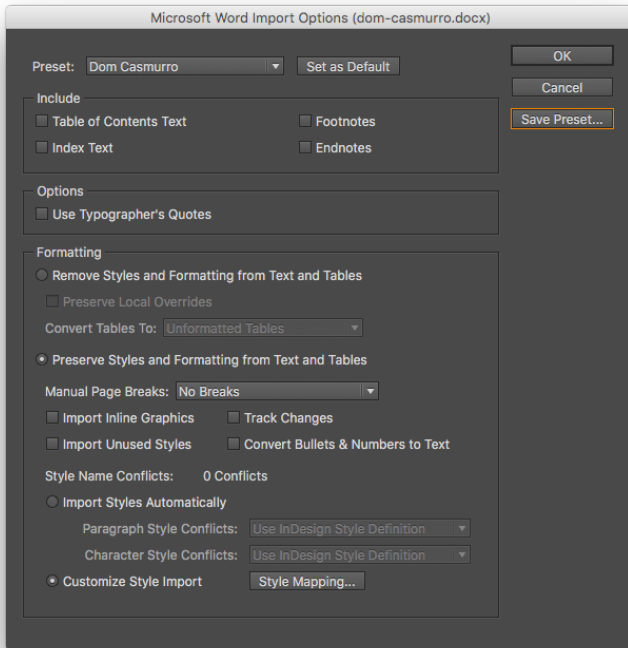 Microsoft Word Import Options (dom-casmurro.docx)
Preset: Dom Casmurro Set as Default
OK
Cancel
Save Preset...
Include
Table of Contents Text Footnotes
Index Text Endnotes
Options
Use Typographer's Quotes
Formatting
Remove Styles and Formatting from Text and Tables
Preserve Local Overrides
Convert Tables To: Unformatted Tables
Preserve Styles and Formatting from Text and Tables
Manual Page Breaks: No Breaks
Import Inline Graphics Track Changes
Import Unused Styles Convert Bullets & Numbers to Text
Style Name Conflicts: 0 Conflicts
Import Styles Automatically
Paragraph Style Conflicts: Use InDesign Style Definition
Character Style Conflicts: Use InDesign Style Definition
Customize Style Import Style Mapping...